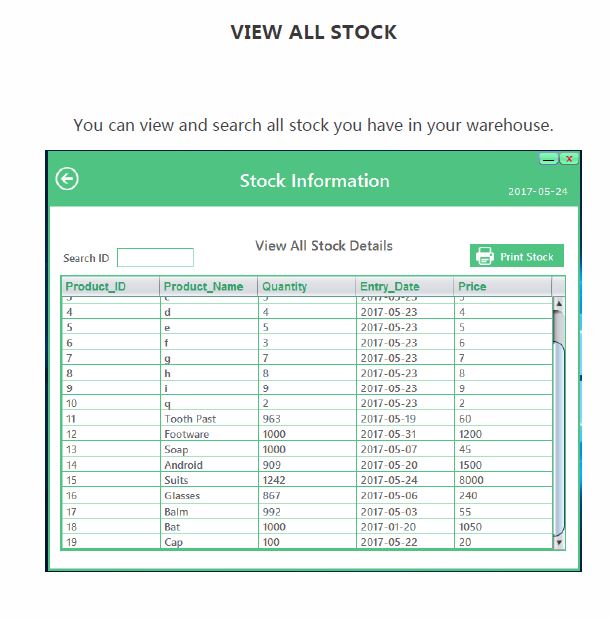 VIEW ALL STOCK
You can view and search all stock you have in your warehouse.
Stock Information
2017-05-24
View All Stock Details
Search ID
Print Stock
Product_ID Product_Name Quantity Entry_Date Price
4 d 4 2017-05-23 4
5 e 5 2017-05-23 5
6 f 3 2017-05-23 6
7 g 7 2017-05-23 7
8 h 8 2017-05-23 8
9 i 9 2017-05-23 9
10 q 2 2017-05-23 2
11 Tooth Past 963 2017-05-19 60
12 Footware 1000 2017-05-31 1200
13 Soap 1000 2017-05-07 45
14 Android 909 2017-05-20 1500
15 Suits 1242 2017-05-24 8000
16 Glasses 867 2017-05-06 240
17 Balm 992 2017-05-03 55
18 Bat 1000 2017-01-20 1050
19 Cap 100 2017-05-22 20